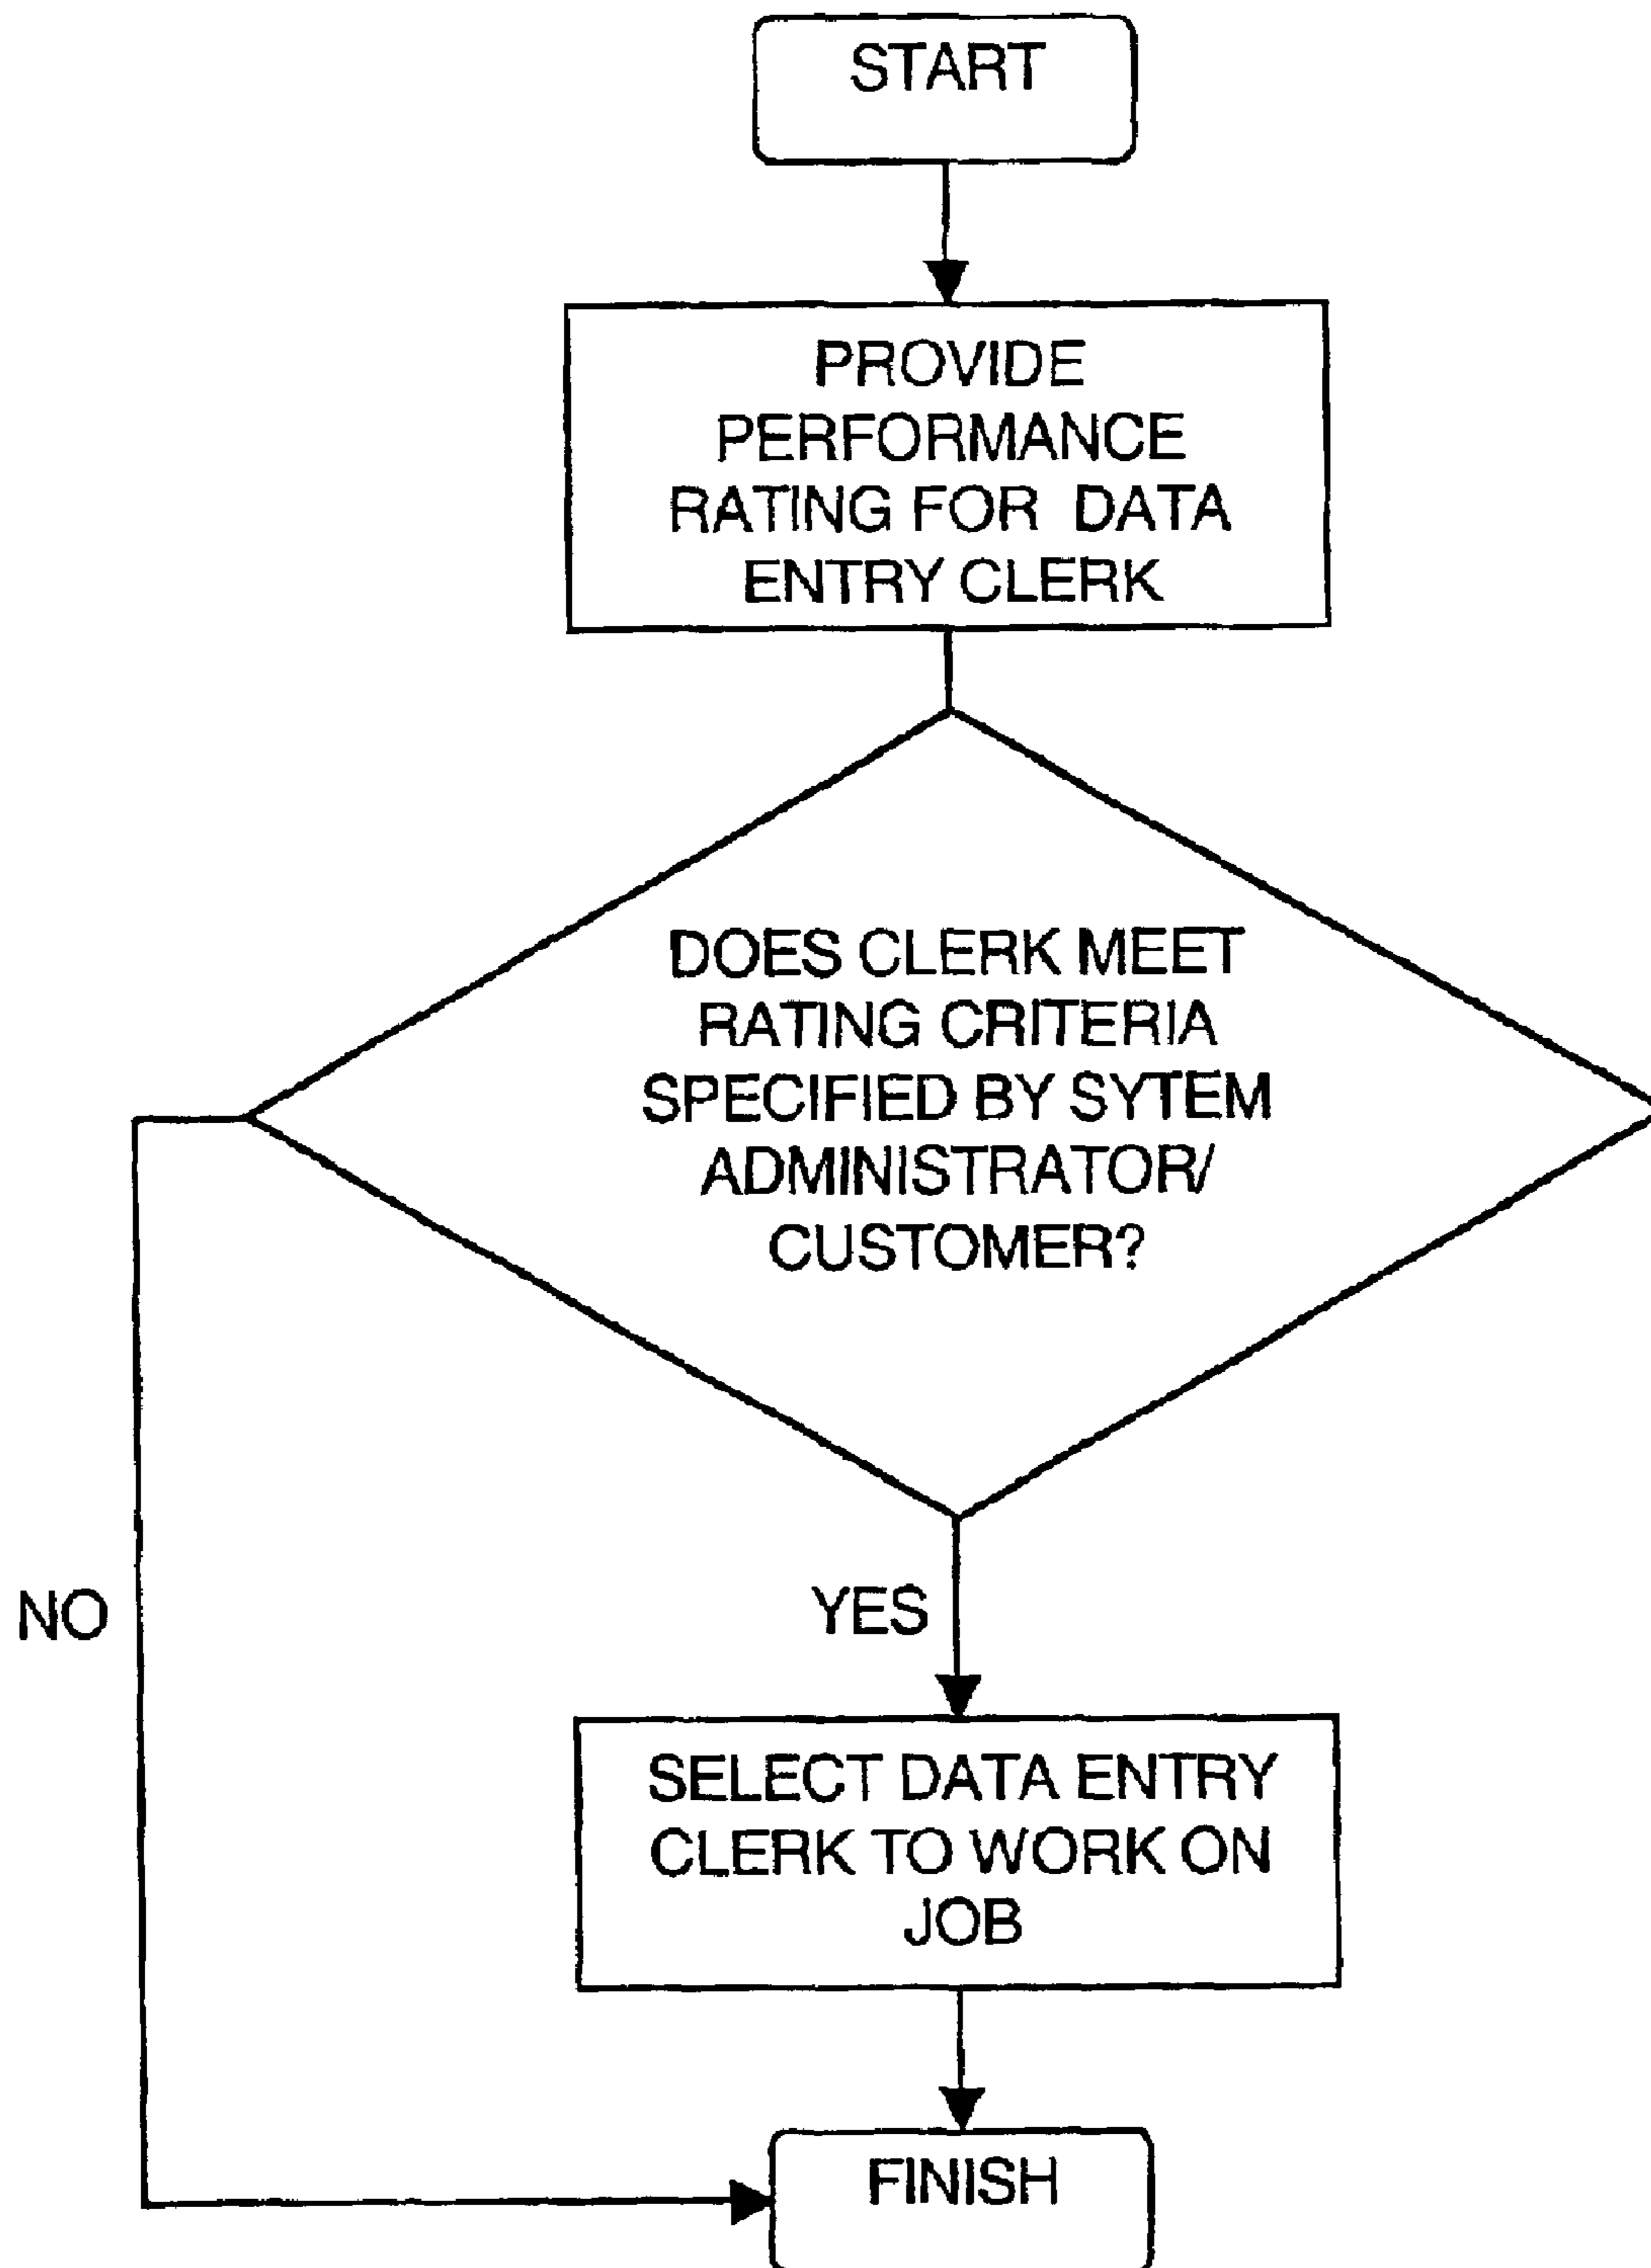 START
PROVIDE
PERFORMANCE
RATING FOR DATA
ENTRY CLERK
DOES CLERK MEET
RATING CRITERIA
SPECIFIED BY SYTEM
ADMINISTRATOR/
CUSTOMER?
NO
YES
SELECT DATA ENTRY
CLERK TO WORK ON
JOB
FINISH